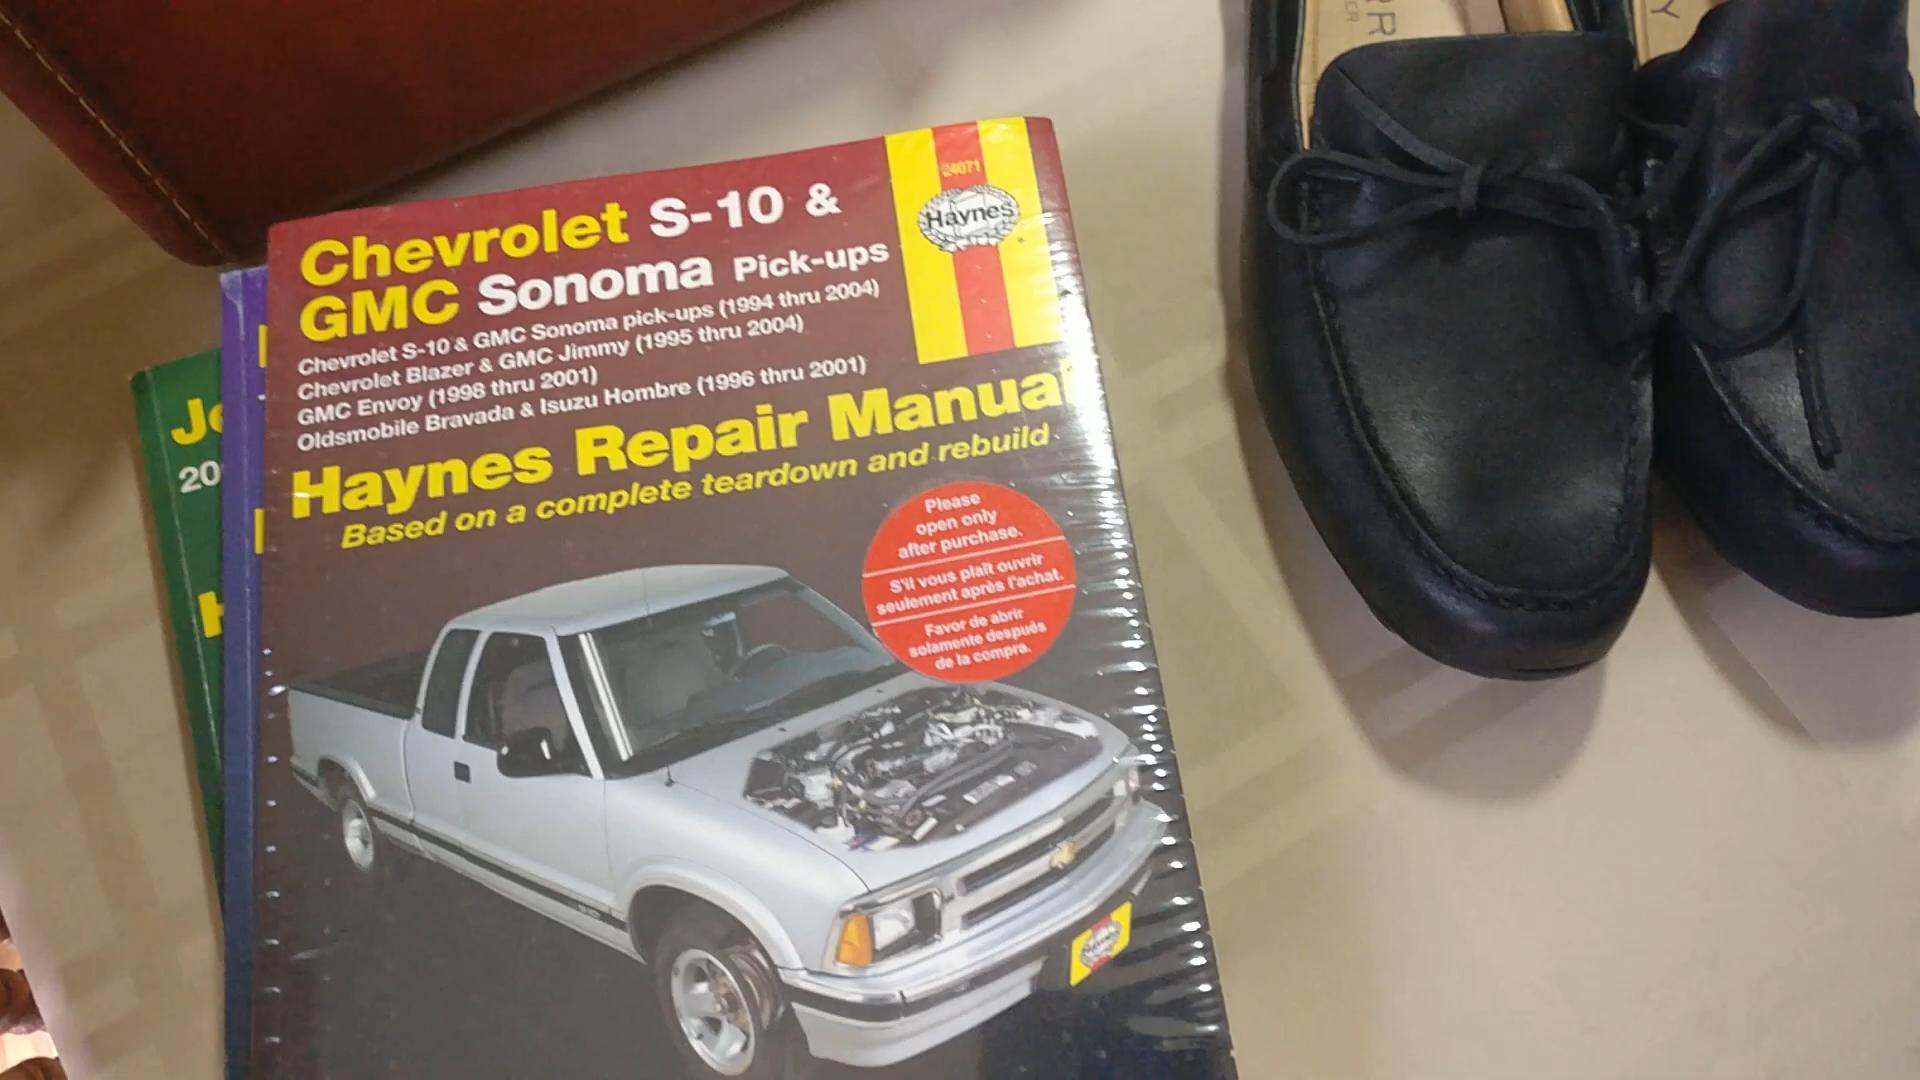 24071
Haynes
Chevrolet S-10 &
GMC Sonoma Pick-ups
Chevrolet S-10 & GMC Sonoma pick-ups (1994 thru 2004)
Chevrolet Blazer & GMC Jimmy (1995 thru 2004)
GMC Envoy (1998 thru 2001)
Oldsmobile Bravada & Isuzu Hombre (1996 thru 2001)
Haynes Repair Manual
Based on a complete teardown and rebuild
Please
open only
after purchase.
S'il vous plaît ouvrir
seulement après l'achat.
Favor de abrir
solamente después
de la compra.
Haynes